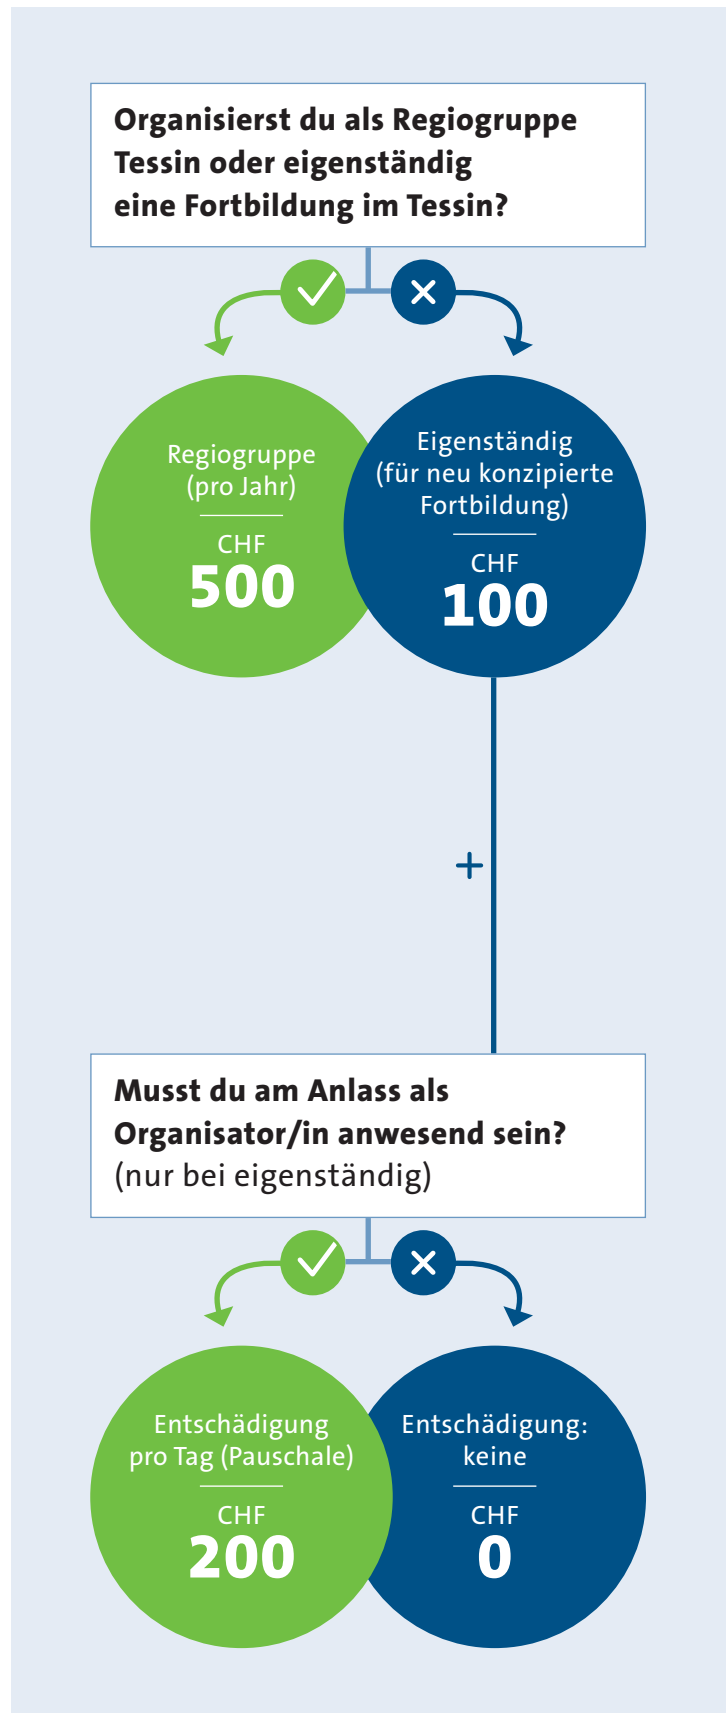 Organisierst du als Regiogruppe
Tessin oder eigenständig
eine Fortbildung im Tessin?
Regiogruppe
(pro Jahr)
CHF
500
Eigenständig
(für neu konzipierte
Fortbildung)
CHF
100
+
Musst du am Anlass als
Organisator/in anwesend sein?
(nur bei eigenständig)
Entschädigung
pro Tag (Pauschale)
CHF
200
Entschädigung:
keine
CHF
0